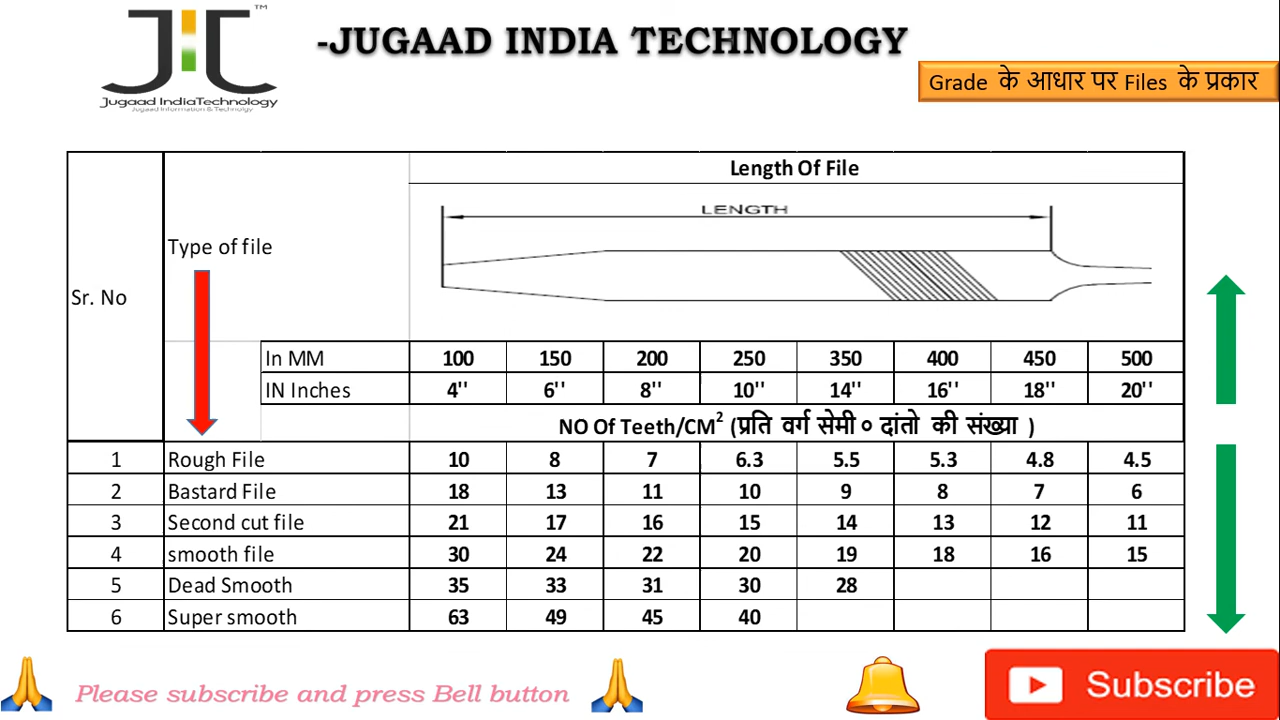 TM
-JUGAAD INDIA TECHNOLOGY
Jugaad IndiaTechnology
Jugaad Information & Technolgy
Grade के आधार पर Files के प्रकार
Length Of File
LENGTH
Type of file
Sr. No
In MM 100 150 200 250 350 400 450 500
IN Inches 4'' 6'' 8'' 10'' 14'' 16'' 18'' 20''
NO Of Teeth/CM² (प्रति वर्ग सेमी० दांतो की संख्या )
1 Rough File 10 8 7 6.3 5.5 5.3 4.8 4.5
2 Bastard File 18 13 11 10 9 8 7 6
3 Second cut file 21 17 16 15 14 13 12 11
4 smooth file 30 24 22 20 19 18 16 15
5 Dead Smooth 35 33 31 30 28
6 Super smooth 63 49 45 40
Please subscribe and press Bell button
Subscribe